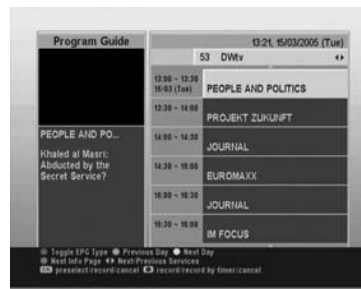 Program Guide
13:21, 15/03/2005 (Tue)
53 DWtv
PEOPLE AND PO...
Khaled al Masri:
Abducted by the
Secret Service?
13:00 - 13:30
15/03 (Tue)
PEOPLE AND POLITICS
13:30 - 14:00
PROJEKT ZUKUNFT
14:00 - 14:30
JOURNAL
14:30 - 15:00
EUROMAXX
15:00 - 15:30
JOURNAL
15:30 - 16:00
IM FOCUS
Toggle EPG Type Previous Day Next Day
Next Info Page Next/Previous Services
OK preselect/record/cancel record/record by timer/cancel